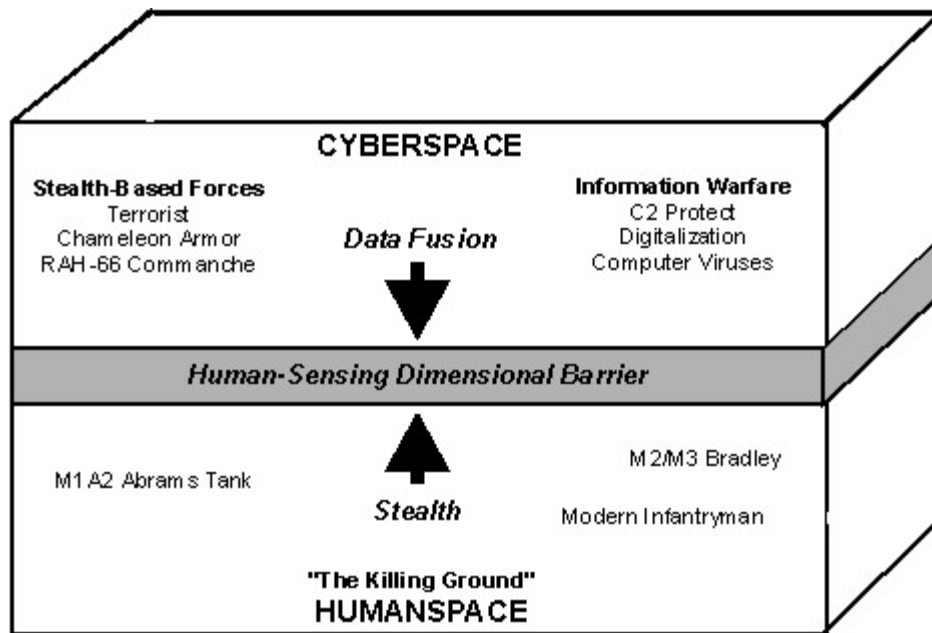 CYBERSPACE
Stealth-Based Forces
Terrorist
Chameleon Armor
RAH-66 Commanche
Data Fusion
Information Warfare
C2 Protect
Digitalization
Computer Viruses
Human-Sensing Dimensional Barrier
M1A2 Abrams Tank
Stealth
M2/M3 Bradley
Modern Infantryman
"The Killing Ground"
HUMANSPACE